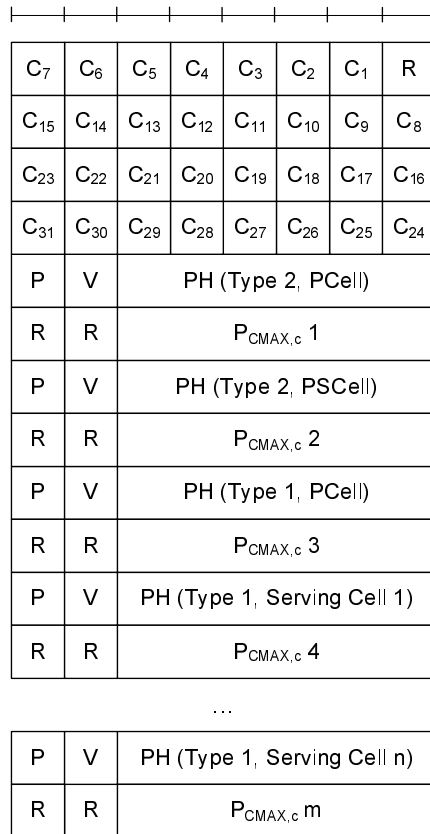 C7 C6 C5 C4 C3 C2 C1 R
C15 C14 C13 C12 C11 C10 C9 C8
C23 C22 C21 C20 C19 C18 C17 C16
C31 C30 C29 C28 C27 C26 C25 C24
P V PH (Type 2, PCell)
R R PCMAX,c 1
P V PH (Type 2, PSCell)
R R PCMAX,c 2
P V PH (Type 1, PCell)
R R PCMAX,c 3
P V PH (Type 1, Serving Cell 1)
R R PCMAX,c 4
...
P V PH (Type 1, Serving Cell n)
R R PCMAX,c m